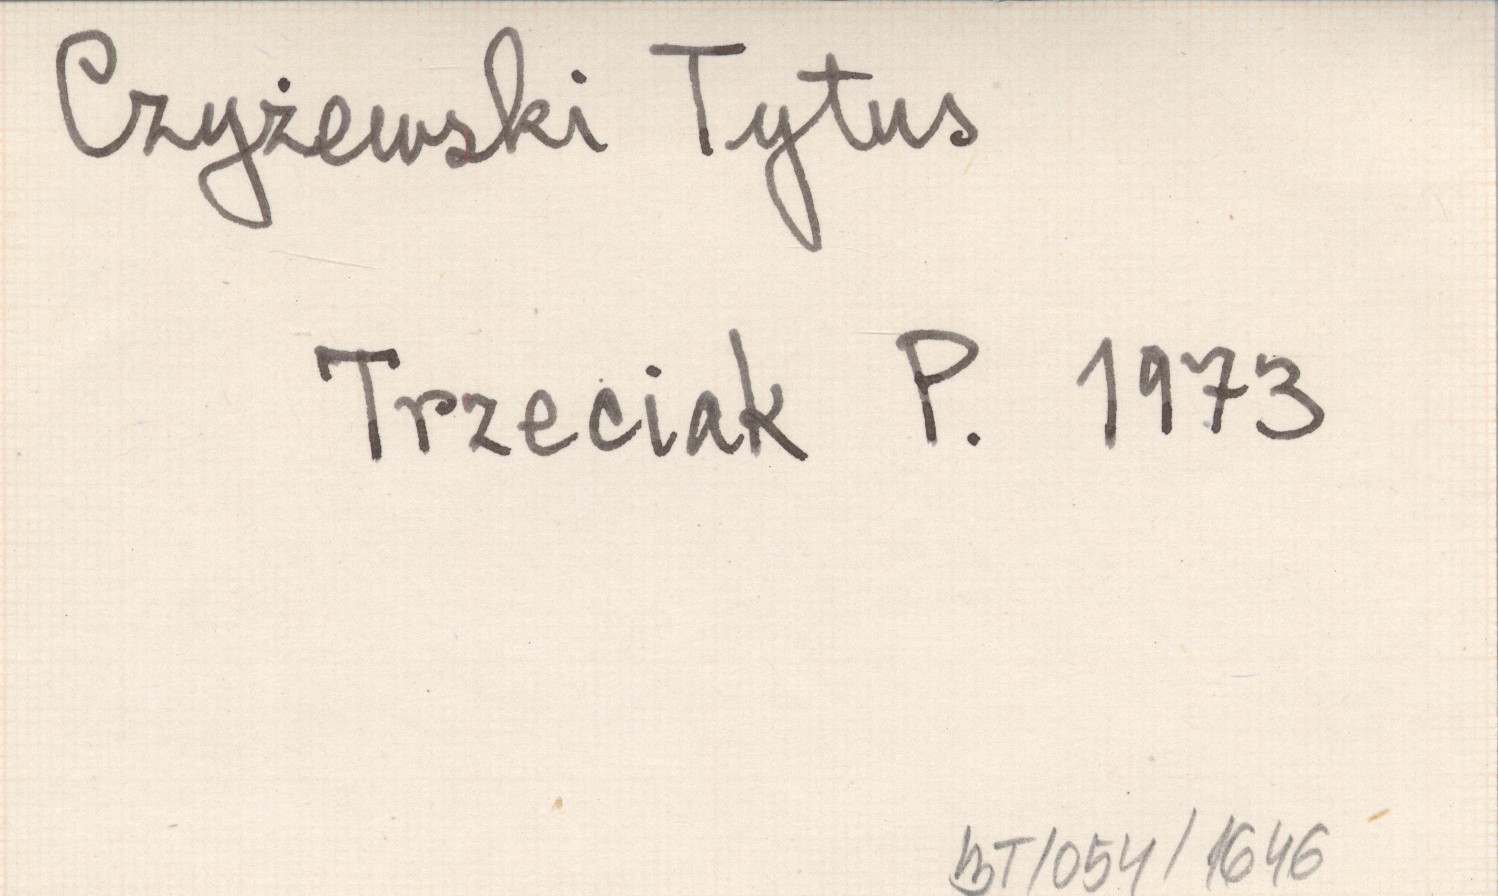 Czyżewski Tytus
Trzeciak P. 1973
BT/054/1646